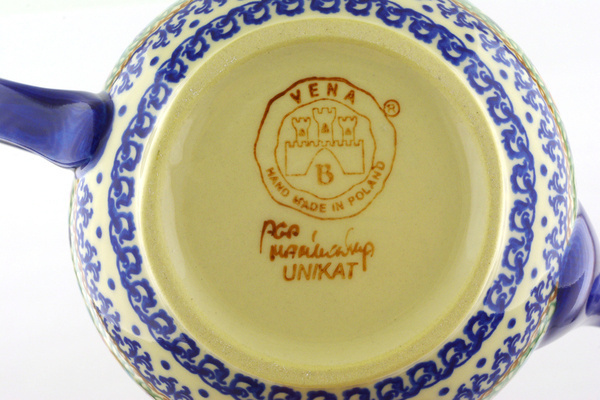 VENA
®
B
HAND MADE IN POLAND
UNIKAT